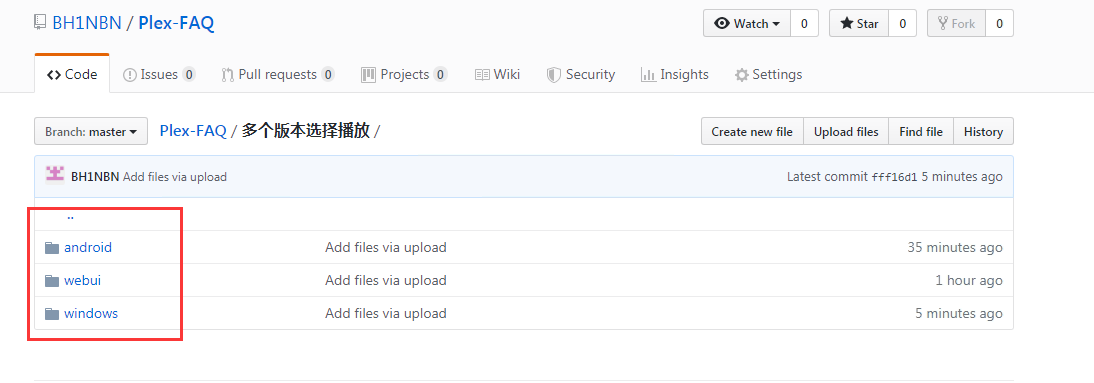 BH1NBN / Plex-FAQ Watch 0 Star 0 Fork 0
Code Issues 0 Pull requests 0 Projects 0 Wiki Security Insights Settings
Branch: master Plex-FAQ / 多个版本选择播放 / Create new file Upload files Find file History
BH1NBN Add files via upload Latest commit fff16d1 5 minutes ago
..
android Add files via upload 35 minutes ago
webui Add files via upload 1 hour ago
windows Add files via upload 5 minutes ago